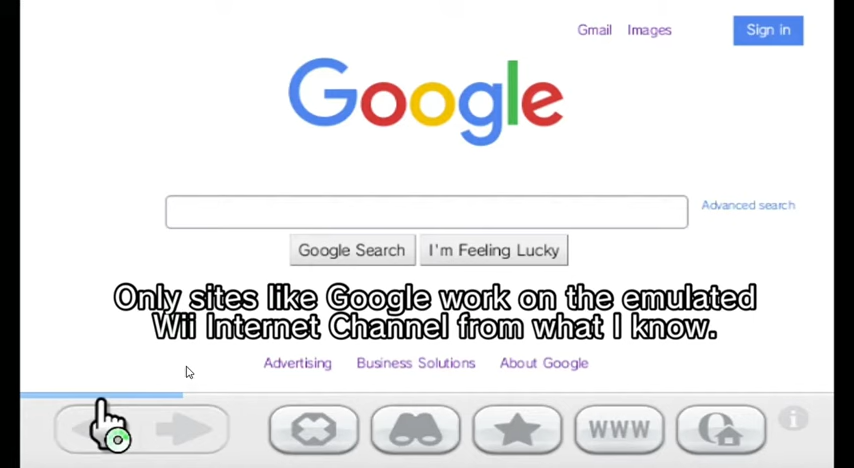 Gmail Images Sign in
Google
Advanced search
Google Search I'm Feeling Lucky
Only sites like Google work on the emulated
Wii Internet Channel from what I know.
Advertising Business Solutions About Google
WWW
i